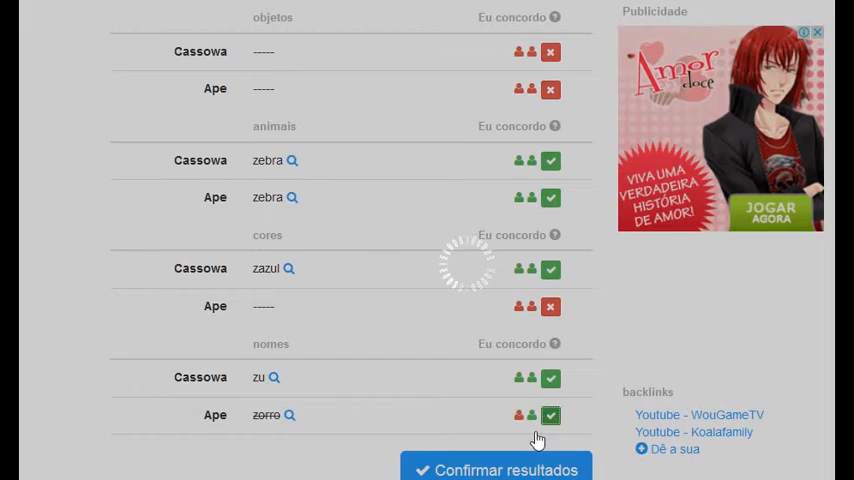 objetos Eu concordo
Cassowa -----
Ape -----
animais Eu concordo
Cassowa zebra
Ape zebra
cores Eu concordo
Cassowa zazul
Ape -----
nomes Eu concordo
Cassowa zu
Ape zorro
Confirmar resultados
Publicidade
Amor
doce
VIVA UMA
VERDADEIRA
HISTÓRIA
DE AMOR!
JOGAR
AGORA
backlinks
Youtube - WouGameTV
Youtube - Koalafamily
Dê a sua